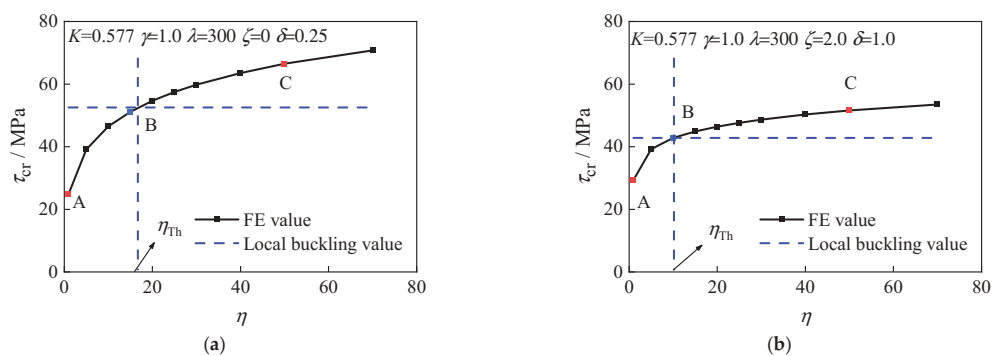 K=0.577 γ=1.0 λ=300 ζ=0 δ=0.25
τcr / MPa
80
60
40
20
0
A
B
C
ηTh
FE value
Local buckling value
0 20 40 60 80
η
(a)
K=0.577 γ=1.0 λ=300 ζ=2.0 δ=1.0
τcr / MPa
80
60
40
20
0
A
B
C
ηTh
FE value
Local buckling value
0 20 40 60 80
η
(b)